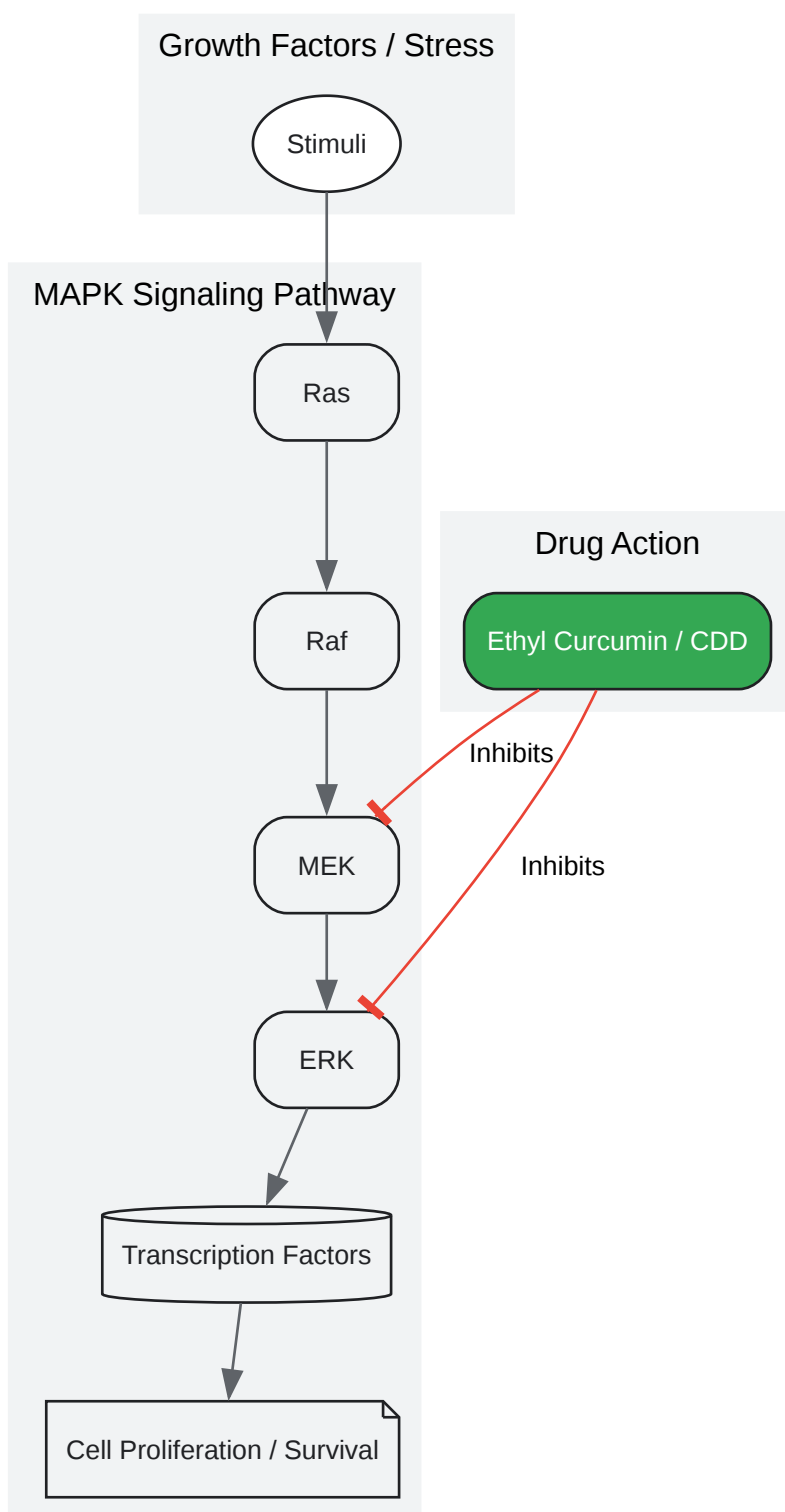 Growth Factors / Stress
Stimuli
MAPK Signaling Pathway
Ras
Drug Action
Raf
Ethyl Curcumin / CDD
Inhibits
MEK
Inhibits
ERK
Transcription Factors
Cell Proliferation / Survival